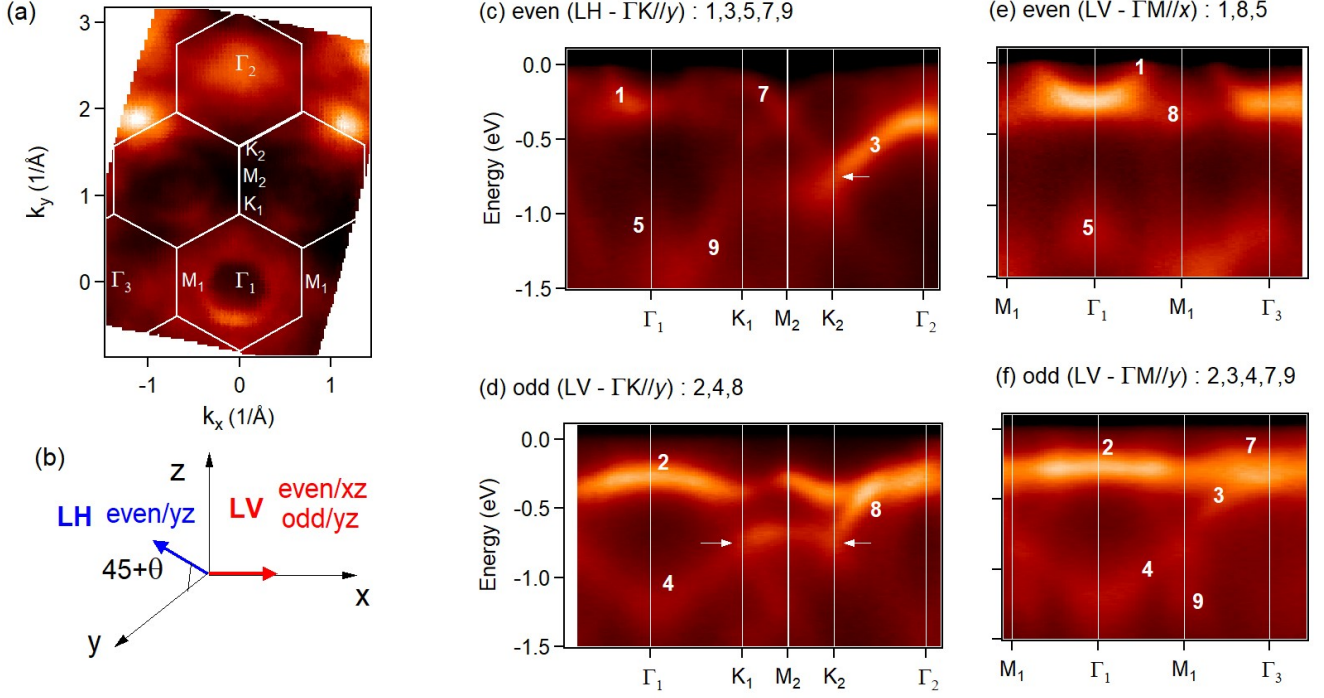 (a)
3
2
1
0
k_y (1/Å)
Γ₂
K₂
M₂
K₁
Γ₃
M₁
Γ₁
M₁
-1
0
1
k_x (1/Å)
(b)
z
LH
even/yz
LV
even/xz
odd/yz
45+θ
x
y
(c) even (LH - ΓK//y) : 1,3,5,7,9
0.0
-0.5
-1.0
-1.5
Energy (eV)
1
7
3
5
9
Γ₁
K₁
M₂
K₂
Γ₂
(d) odd (LV - ΓK//y) : 2,4,8
0.0
-0.5
-1.0
-1.5
Energy (eV)
2
8
4
Γ₁
K₁
M₂
K₂
Γ₂
(e) even (LV - ΓM//x) : 1,8,5
1
8
5
M₁
Γ₁
M₁
Γ₃
(f) odd (LV - ΓM//y) : 2,3,4,7,9
2
7
3
4
9
M₁
Γ₁
M₁
Γ₃